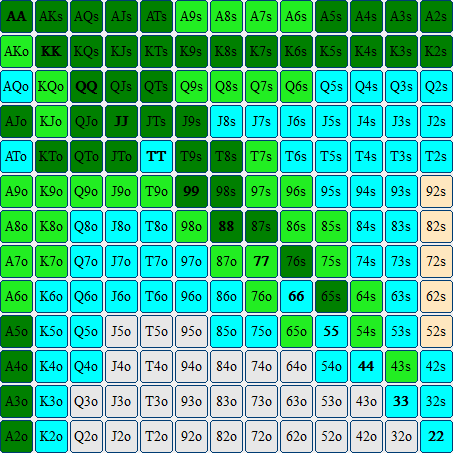 AA AKs AQs AJs ATs A9s A8s A7s A6s A5s A4s A3s A2s
AKo KK KQs KJs KTs K9s K8s K7s K6s K5s K4s K3s K2s
AQo KQo QQ QJs QTs Q9s Q8s Q7s Q6s Q5s Q4s Q3s Q2s
AJo KJo QJo JJ JTs J9s J8s J7s J6s J5s J4s J3s J2s
ATo KTo QTo JTo TT T9s T8s T7s T6s T5s T4s T3s T2s
A9o K9o Q9o J9o T9o 99 98s 97s 96s 95s 94s 93s 92s
A8o K8o Q8o J8o T8o 98o 88 87s 86s 85s 84s 83s 82s
A7o K7o Q7o J7o T7o 97o 87o 77 76s 75s 74s 73s 72s
A6o K6o Q6o J6o T6o 96o 86o 76o 66 65s 64s 63s 62s
A5o K5o Q5o J5o T5o 95o 85o 75o 65o 55 54s 53s 52s
A4o K4o Q4o J4o T4o 94o 84o 74o 64o 54o 44 43s 42s
A3o K3o Q3o J3o T3o 93o 83o 73o 63o 53o 43o 33 32s
A2o K2o Q2o J2o T2o 92o 82o 72o 62o 52o 42o 32o 22